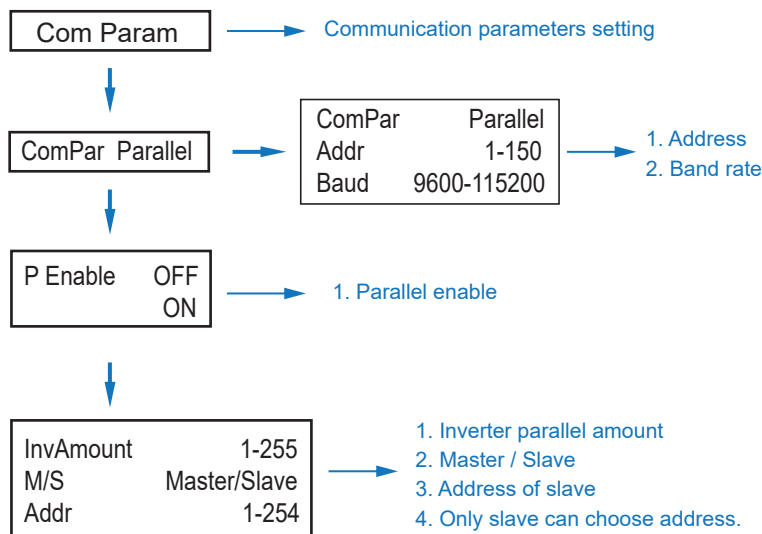 Com Param
Communication parameters setting
ComPar Parallel
ComPar Parallel
Addr 1-150
Baud 9600-115200
1. Address
2. Band rate
P Enable OFF
ON
1. Parallel enable
InvAmount 1-255
M/S Master/Slave
Addr 1-254
1. Inverter parallel amount
2. Master / Slave
3. Address of slave
4. Only slave can choose address.